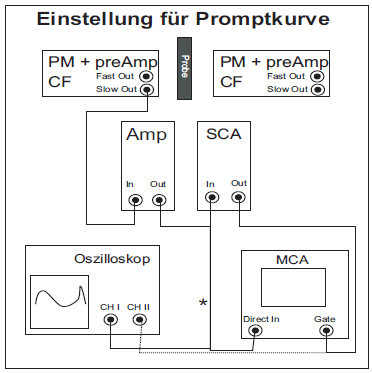 Einstellung für Promptkurve
PM + preAmp
CF
Fast Out
Slow Out
Probe
PM + preAmp
CF
Fast Out
Slow Out
Amp
In Out
SCA
In Out
Oszilloskop
CH I CH II
*
MCA
Direct In Gate